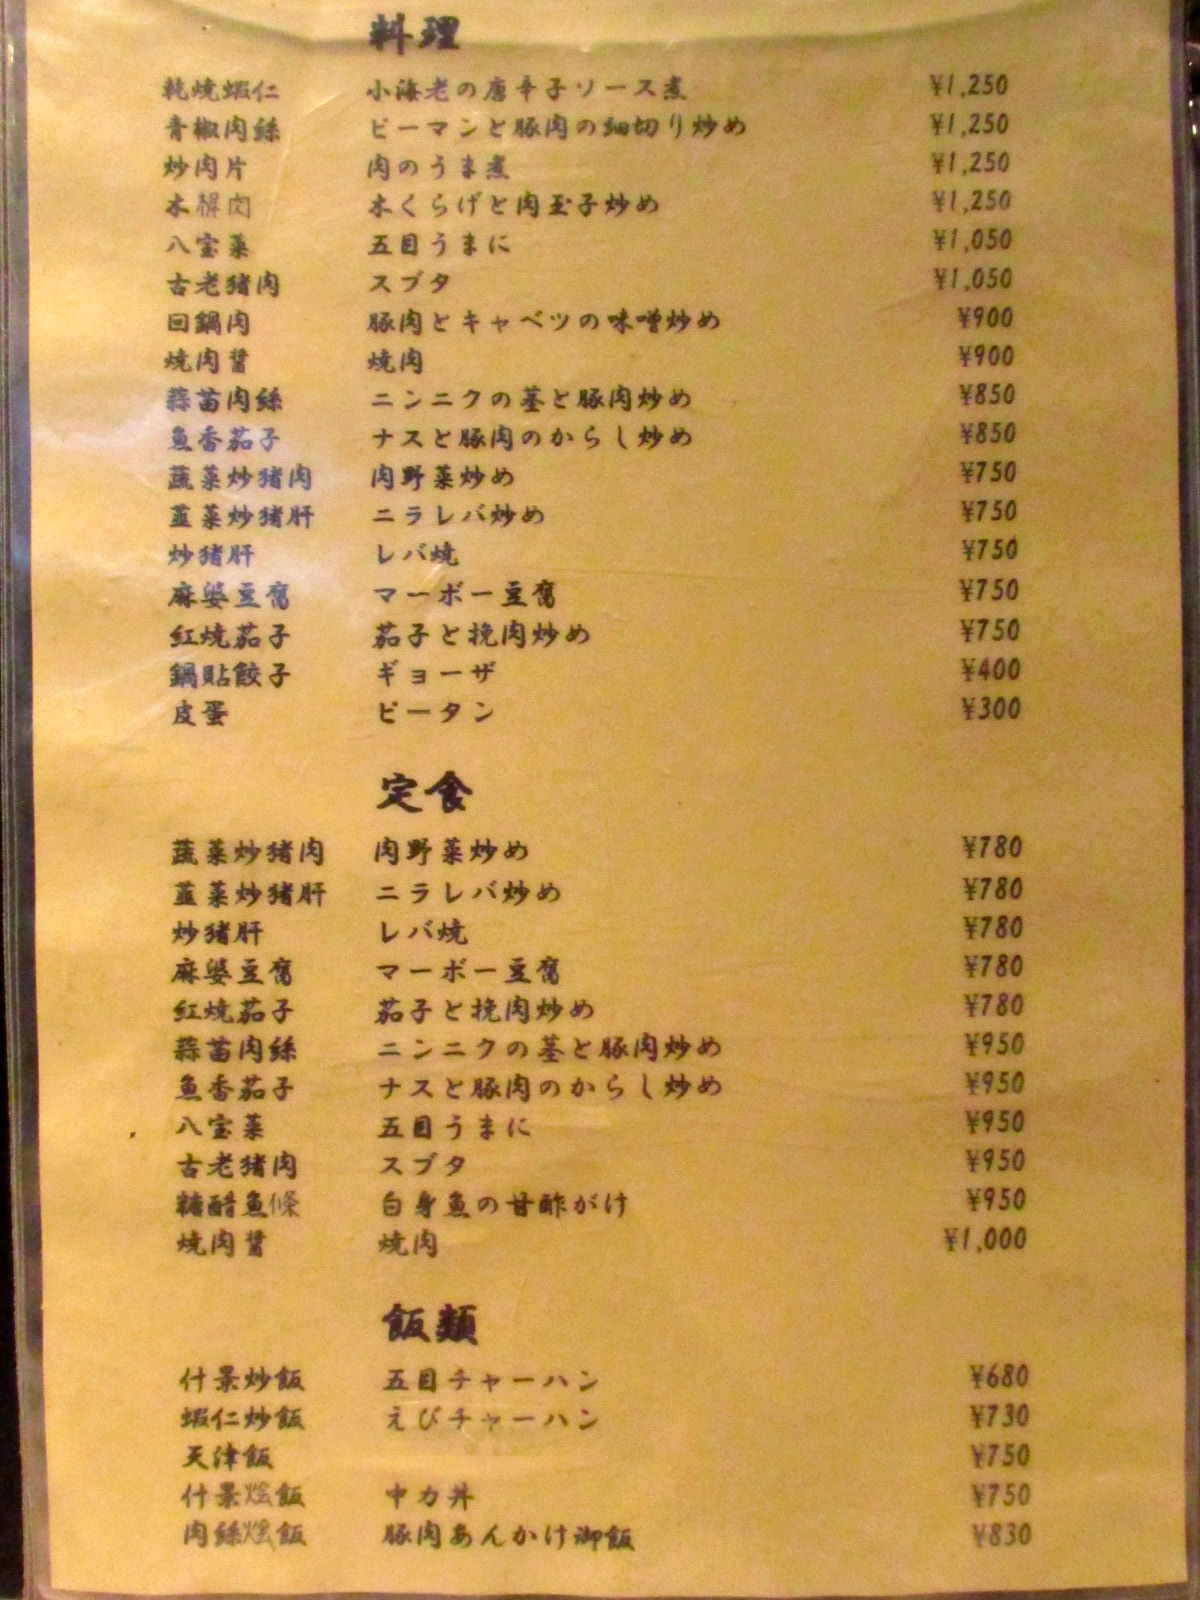 料理
乾焼蝦仁 小海老の唐辛子ソース煮 ¥1,250
青椒肉絲 ピーマンと豚肉の細切り炒め ¥1,250
炒肉片 肉のうま煮 ¥1,250
木樨肉 木くらげと肉玉子炒め ¥1,250
八宝菜 五目うまに ¥1,050
古老猪肉 スブタ ¥1,050
回鍋肉 豚肉とキャベツの味噌炒め ¥900
焼肉醤 焼肉 ¥900
蒜苗肉絲 ニンニクの茎と豚肉炒め ¥850
魚香茄子 ナスと豚肉のからし炒め ¥850
蔬菜炒猪肉 肉野菜炒め ¥750
韮菜炒猪肝 ニラレバ炒め ¥750
炒猪肝 レバ焼 ¥750
麻婆豆腐 マーボー豆腐 ¥750
紅焼茄子 茄子と挽肉炒め ¥750
鍋貼餃子 ギョーザ ¥400
皮蛋 ピータン ¥300
定食
蔬菜炒猪肉 肉野菜炒め ¥780
韮菜炒猪肝 ニラレバ炒め ¥780
炒猪肝 レバ焼 ¥780
麻婆豆腐 マーボー豆腐 ¥780
紅焼茄子 茄子と挽肉炒め ¥780
蒜苗肉絲 ニンニクの茎と豚肉炒め ¥950
魚香茄子 ナスと豚肉のからし炒め ¥950
八宝菜 五目うまに ¥950
古老猪肉 スブタ ¥950
糖醋魚條 白身魚の甘酢がけ ¥950
焼肉醤 焼肉 ¥1,000
飯類
什景炒飯 五目チャーハン ¥680
蝦仁炒飯 えびチャーハン ¥730
天津飯 ¥750
什景烩飯 中力丼 ¥750
肉絲烩飯 豚肉あんかけ御飯 ¥830